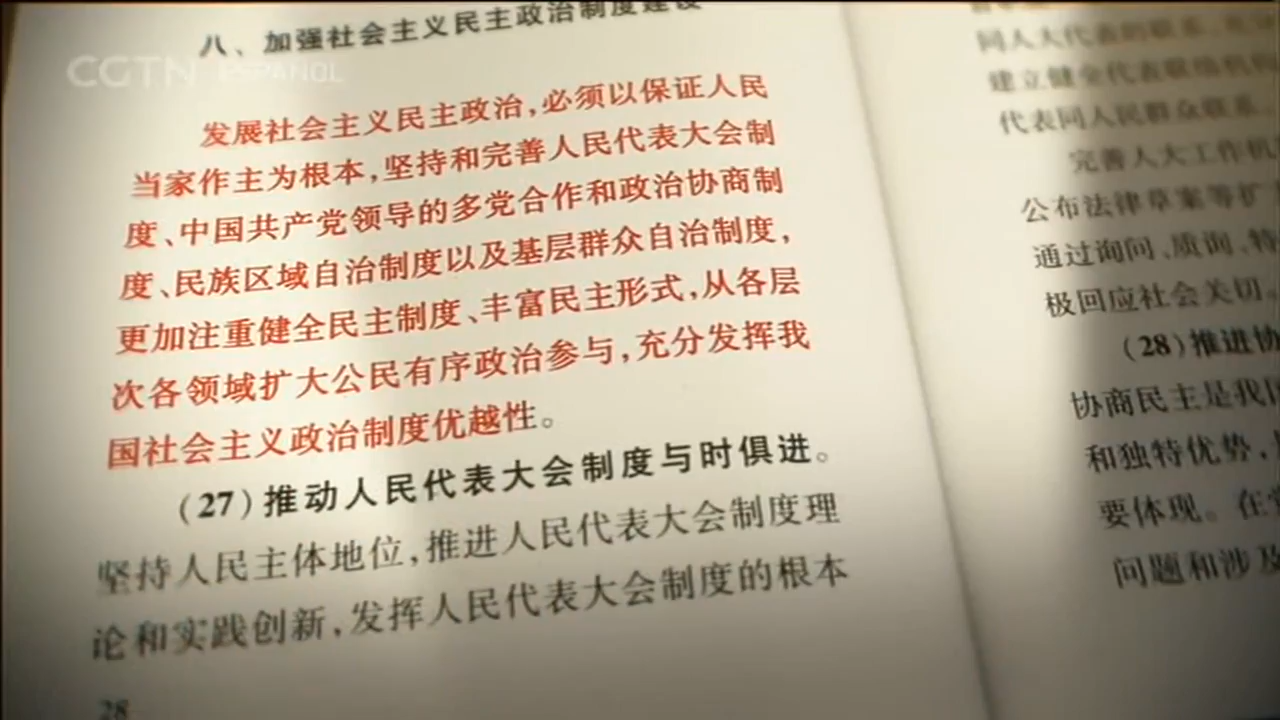 CGTN ESPAÑOL
八、加强社会主义民主政治制度建设
发展社会主义民主政治，必须以保证人民
当家作主为根本，坚持和完善人民代表大会制
度、中国共产党领导的多党合作和政治协商制
度、民族区域自治制度以及基层群众自治制度，
更加注重健全民主制度、丰富民主形式，从各层
次各领域扩大公民有序政治参与，充分发挥我
国社会主义政治制度优越性。
（27）推动人民代表大会制度与时俱进。
坚持人民主体地位，推进人民代表大会制度理
论和实践创新，发挥人民代表大会制度的根本
28
同人大代表的联系，充
建立健全代表联络机构
代表同人民群众联系。
完善人大工作机
公布法律草案等扩
通过询问、质询、特
极回应社会关切。
（28）推进协
协商民主是我国
和独特优势，
要体现。在党
问题和涉及